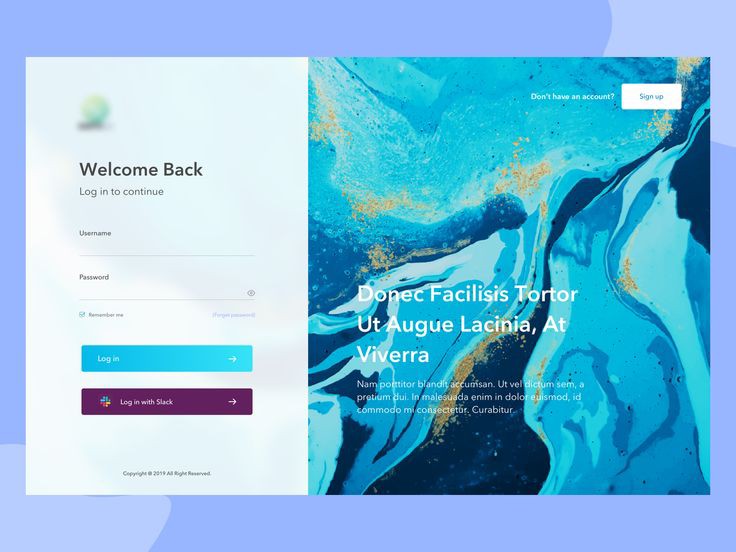 Welcome Back
Log in to continue
Username
Password
Remember me
(Forgot password)
Log in
Log in with Slack
Copyright @ 2019 All Right Reserved.
Don't have an account?
Sign up
Donec Facilisis Tortor
Ut Augue Lacinia, At
Viverra
Nam porttitor blandit accumsan. Ut vel dictum sem, a
pretium dui. In malesuada enim in dolor euismod, id
commodo mi consectetur. Curabitur